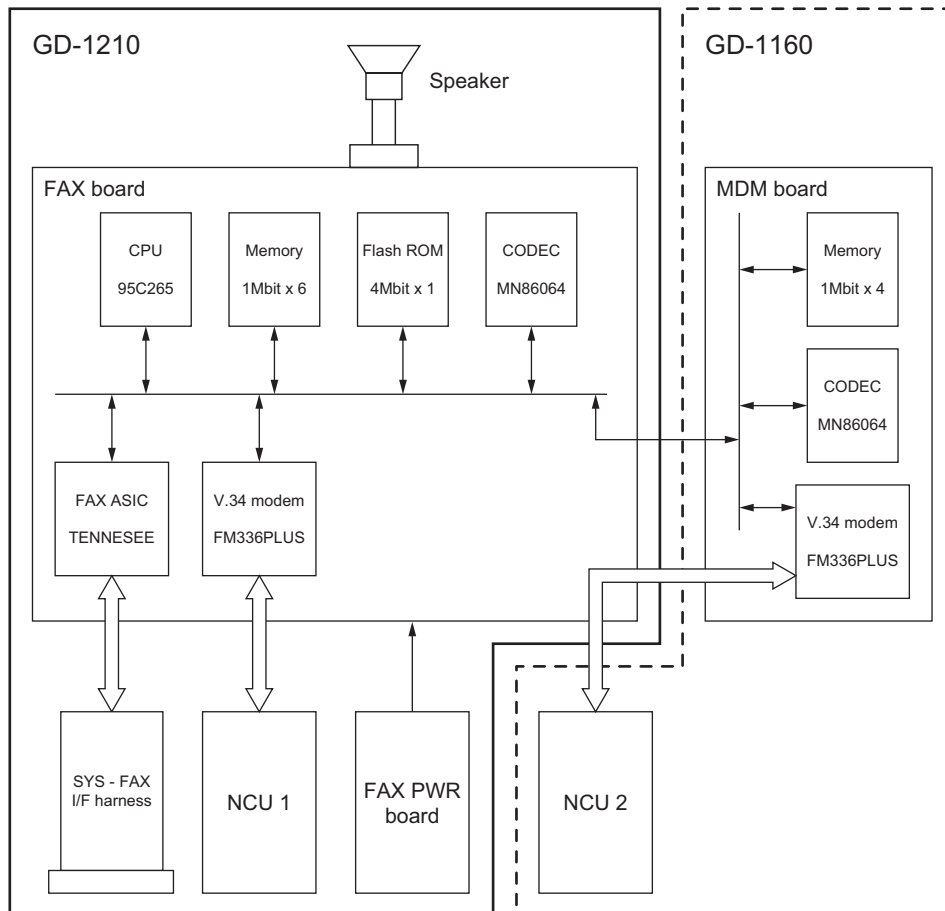 GD-1210
GD-1160
Speaker
FAX board
MDM board
CPU
95C265
Memory
1Mbit x 6
Flash ROM
4Mbit x 1
CODEC
MN86064
Memory
1Mbit x 4
CODEC
MN86064
FAX ASIC
TENNESEE
V.34 modem
FM336PLUS
V.34 modem
FM336PLUS
SYS - FAX
I/F harness
NCU 1
FAX PWR
board
NCU 2